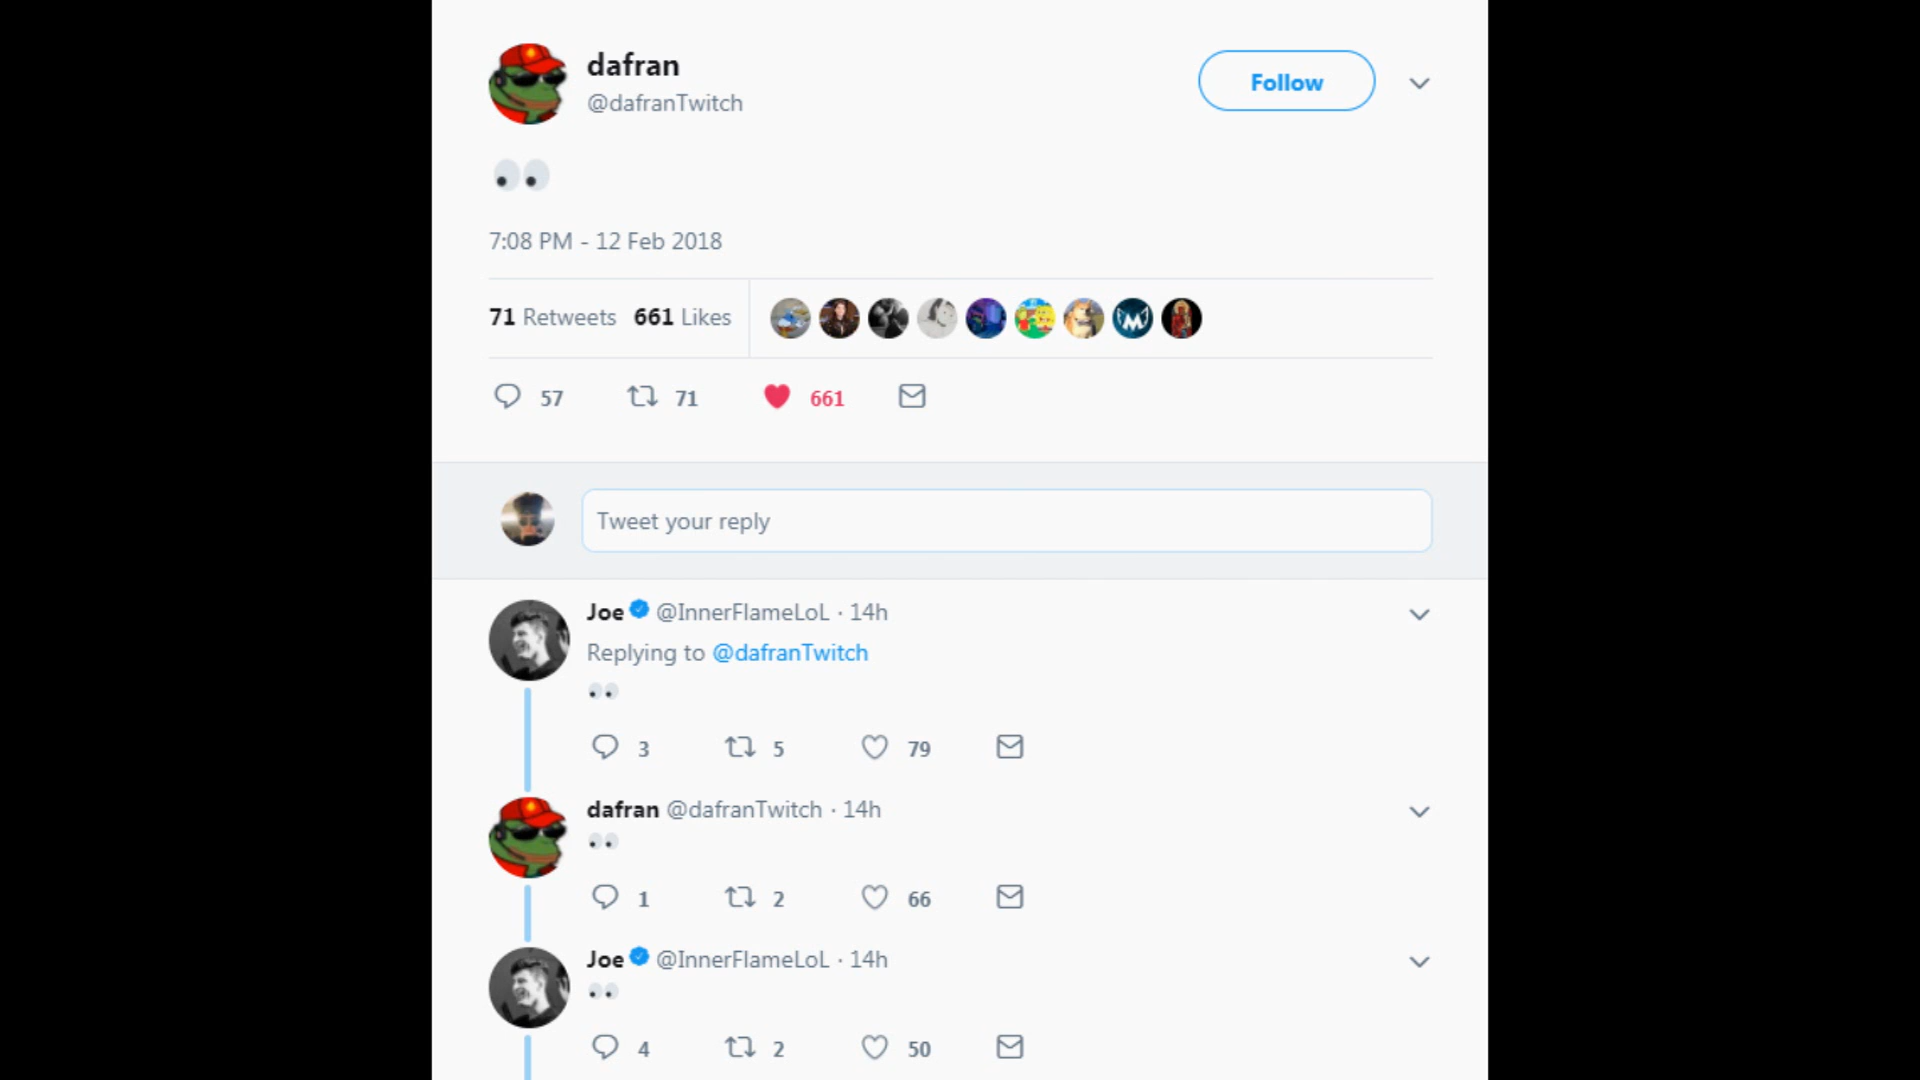 dafran
@dafranTwitch
Follow
👀
7:08 PM - 12 Feb 2018
71 Retweets 661 Likes
57 71 661
Tweet your reply
Joe @InnerFlameLoL · 14h
Replying to @dafranTwitch
👀
3 5 79
dafran @dafranTwitch · 14h
👀
1 2 66
Joe @InnerFlameLoL · 14h
👀
4 2 50